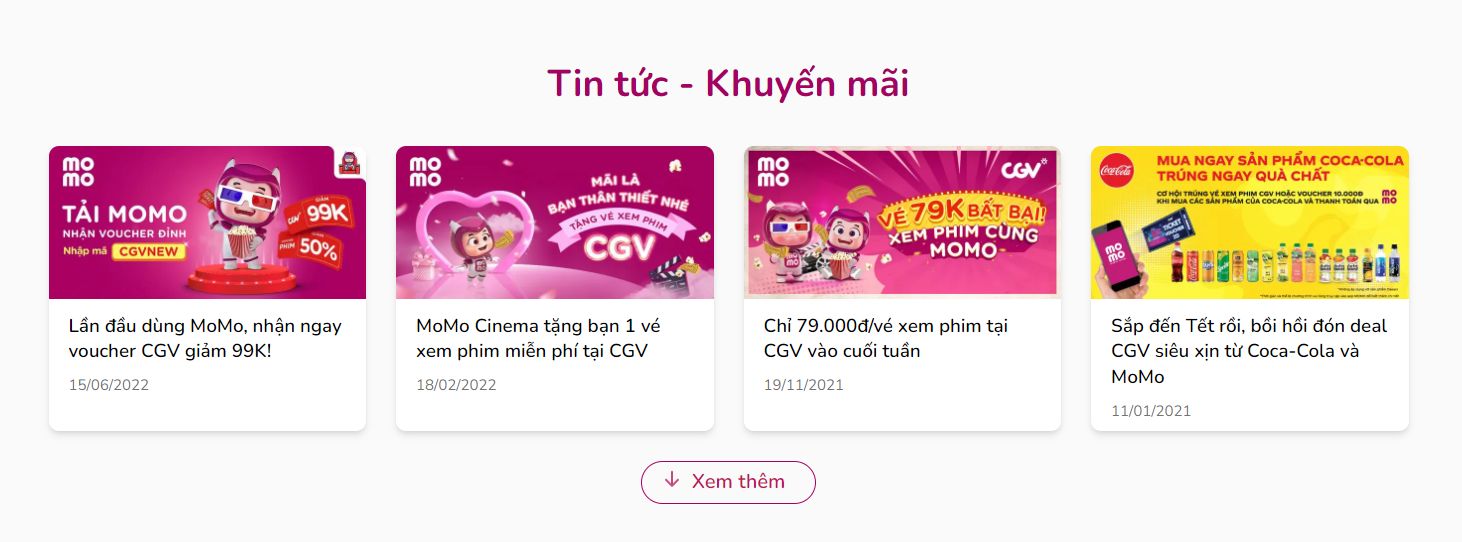 Tin tức - Khuyến mãi
mo
mo
TẢI MOMO
NHẬN VOUCHER ĐỈNH
Nhập mã CGVNEW
CGV GIẢM 99K
PHIM 50%
Lần đầu dùng MoMo, nhận ngay
voucher CGV giảm 99K!
15/06/2022
mo
mo
MÃI LÀ
BẠN THÂN THIẾT NHÉ
TẶNG VÉ XEM PHIM
CGV
MoMo Cinema tặng bạn 1 vé
xem phim miễn phí tại CGV
18/02/2022
mo
mo
CGV
VÉ 79K BẤT BẠI!
XEM PHIM CÙNG
MOMO
Chỉ 79.000đ/vé xem phim tại
CGV vào cuối tuần
19/11/2021
Coca-Cola
MUA NGAY SẢN PHẨM COCA-COLA
TRÚNG NGAY QUÀ CHẤT
CƠ HỘI TRÚNG VÉ XEM PHIM CGV HOẶC VOUCHER 10.000Đ
KHI MUA CÁC SẢN PHẨM CỦA COCA-COLA VÀ THANH TOÁN QUA
mo
mo
TICKET
mo
mo
Sắp đến Tết rồi, bồi hồi đón deal
CGV siêu xịn từ Coca-Cola và
MoMo
11/01/2021
Xem thêm